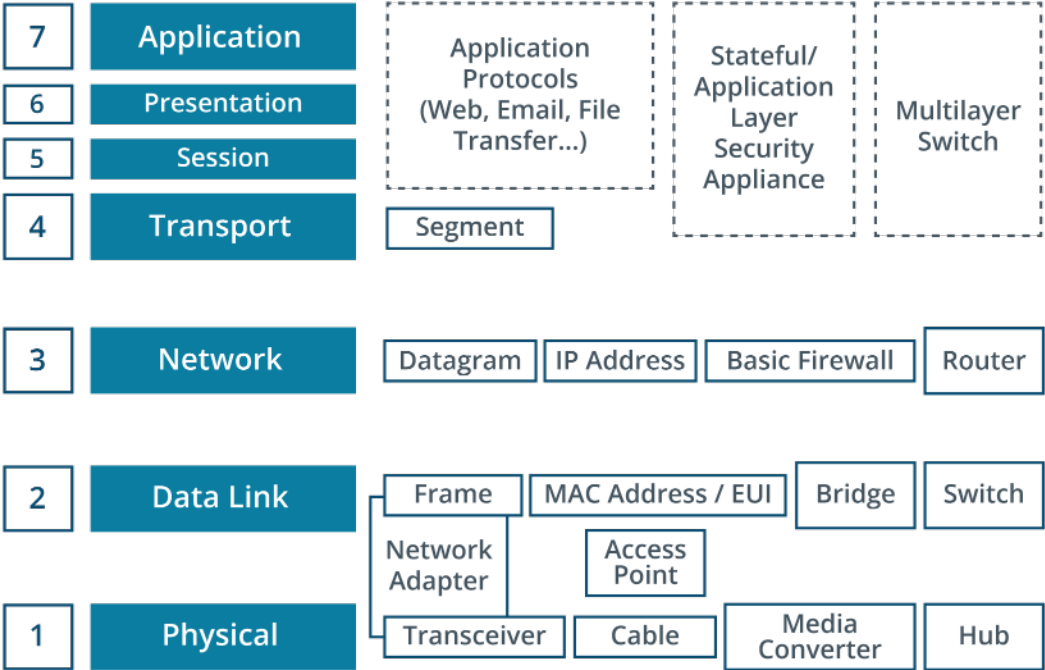 7
Application
6
Presentation
5
Session
4
Transport
Application
Protocols
(Web, Email, File
Transfer...)
Segment
Stateful/
Application
Layer
Security
Appliance
Multilayer
Switch
3
Network
Datagram
IP Address
Basic Firewall
Router
2
Data Link
Frame
MAC Address / EUI
Bridge
Switch
Network
Adapter
Access
Point
1
Physical
Transceiver
Cable
Media
Converter
Hub